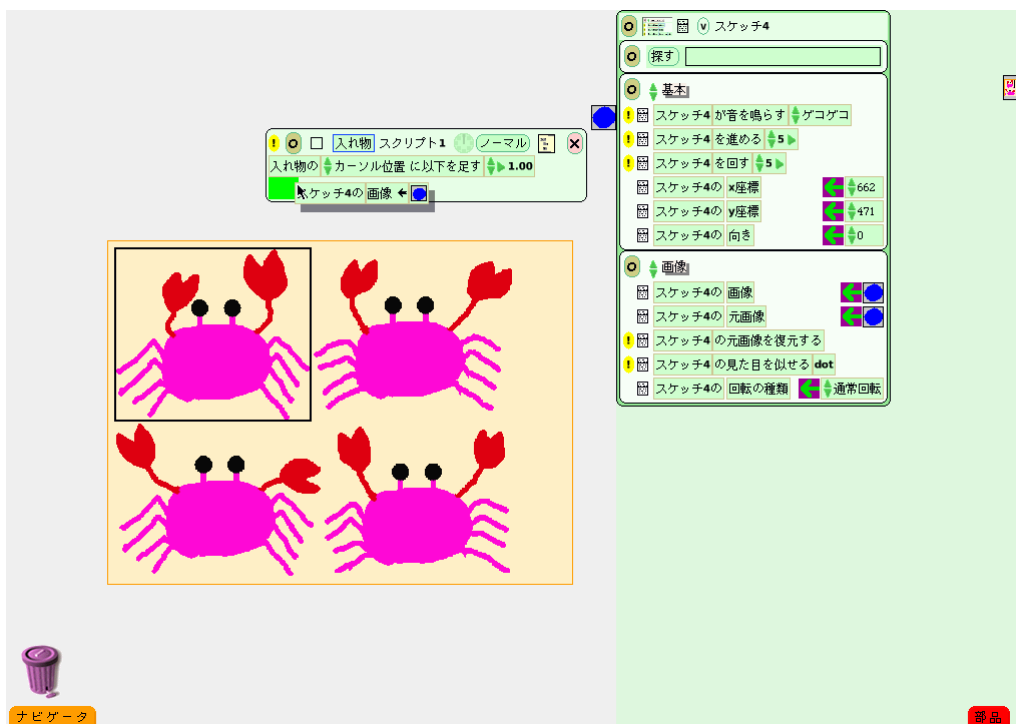 スケッチ4
探す
基本
スケッチ4 が音を鳴らす ゲコゲコ
スケッチ4 を進める 5
スケッチ4 を回す 5
スケッチ4の x座標 662
スケッチ4の y座標 471
スケッチ4の 向き 0
画像
スケッチ4の 画像
スケッチ4の 元画像
スケッチ4 の元画像を復元する
スケッチ4 の見た目を似せる dot
スケッチ4の 回転の種類 通常回転
入れ物 スクリプト1 ノーマル
入れ物の カーソル位置 に以下を足す 1.00
スケッチ4の 画像
ナビゲータ
部品